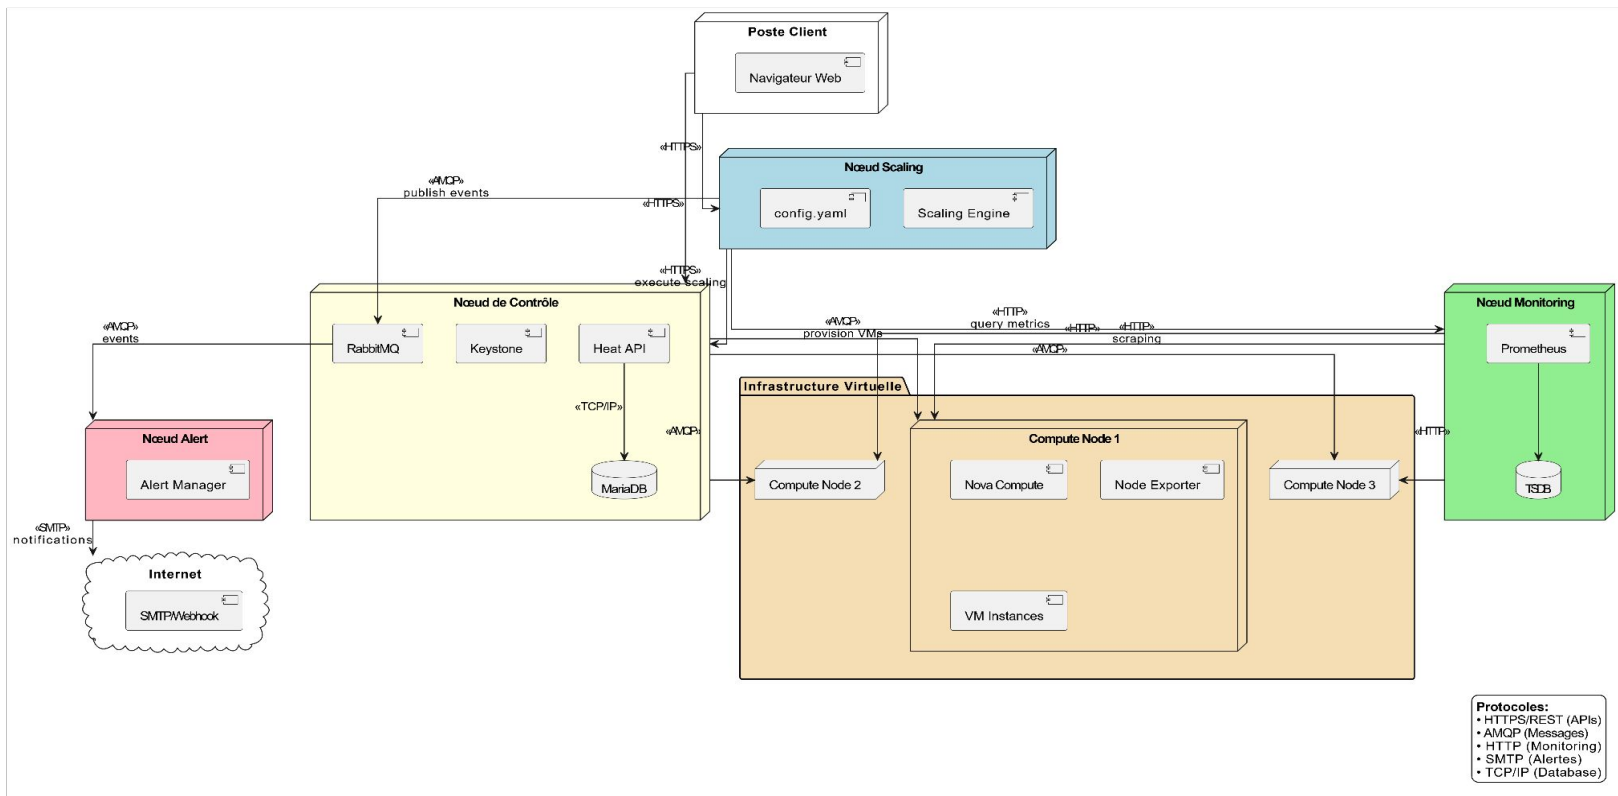 Poste Client
Navigateur Web
«HTTPS»
Nœud Scaling
config.yaml
Scaling Engine
«AMQP»
publish events
«HTTPS»
«HTTPS»
execute scaling
Nœud de Contrôle
RabbitMQ
Keystone
Heat API
«TCP/IP»
MariaDB
«AMQP»
events
«AMQP»
provision VMs
«HTTP»
query metrics
«HTTP»
«HTTP»
scraping
«AMQP»
«AMQP»
«HTTP»
Nœud Monitoring
Prometheus
TSDB
Infrastructure Virtuelle
Compute Node 1
Nova Compute
Node Exporter
VM Instances
Compute Node 2
Compute Node 3
Nœud Alert
Alert Manager
«SMTP»
notifications
Internet
SMTP/Webhook
Protocoles:
• HTTPS/REST (APIs)
• AMQP (Messages)
• HTTP (Monitoring)
• SMTP (Alertes)
• TCP/IP (Database)